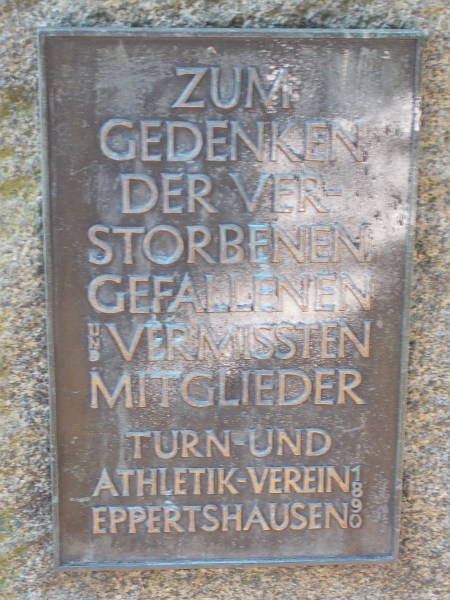 ZUM
GEDENKEN
DER VER-
STORBENEN,
GEFALLENEN
UND VERMISSTEN
MITGLIEDER
TURN-UND
ATHLETIK-VEREIN 1890
EPPERTSHAUSEN